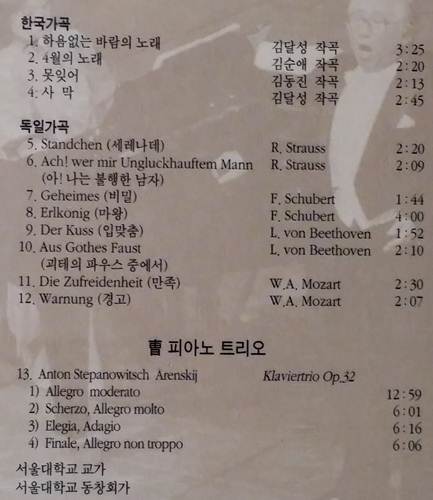 한국가곡
1. 하욤없는 바람의 노래 김달성 작곡 3:25
2. 4월의 노래 김순애 작곡 2:20
3. 못잊어 김동진 작곡 2:13
4. 사 막 김달성 작곡 2:45
독일가곡
5. Standchen (세레나데) R. Strauss 2:20
6. Ach! wer mir Ungluckhauftem Mann R. Strauss 2:09
(아! 나는 불행한 남자)
7. Geheimes (비밀) F. Schubert 1:44
8. Erlkonig (마왕) F. Schubert 4:00
9. Der Kuss (입맞춤) L. von Beethoven 1:52
10. Aus Gothes Faust L. von Beethoven 2:10
(괴테의 파우스 중에서)
11. Die Zufreidenheit (만족) W.A. Mozart 2:30
12. Warnung (경고) W.A. Mozart 2:07
曺 피아노 트리오
13. Anton Stepanowitsch Arenskij Klaviertrio Op.32
1) Allegro moderato 12:59
2) Scherzo, Allegro molto 6:01
3) Elegia, Adagio 6:16
4) Finale, Allegro non troppo 6:06
서울대학교 교가
서울대학교 동창회가